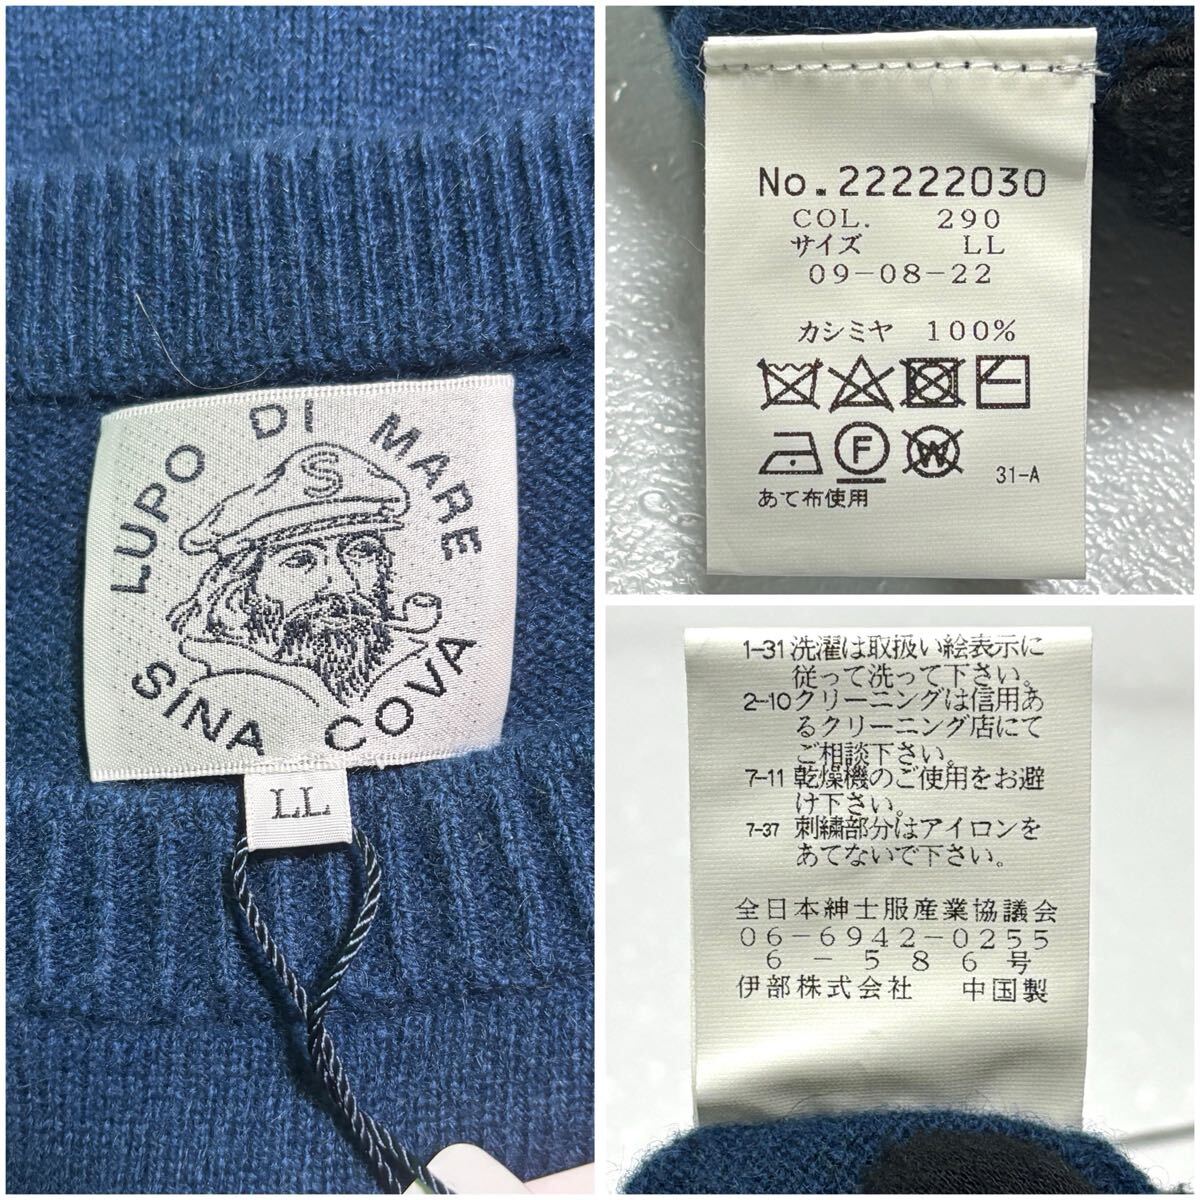 LUPO DI MARE
S
SINA COVA
LL
No. 22222030
COL. 290
サイズ LL
09-08-22
カシミヤ 100%
F W
31-A
あて布使用
1-31 洗濯は取扱い絵表示に
従って洗って下さい。
2-10 クリーニングは信用あ
るクリーニング店にて
ご相談下さい。
7-11 乾燥機のご使用をお避
け下さい。
7-37 刺繍部分はアイロンを
あてないで下さい。
全日本紳士服産業協議会
06-6942-0255
6-586号
伊部株式会社 中国製